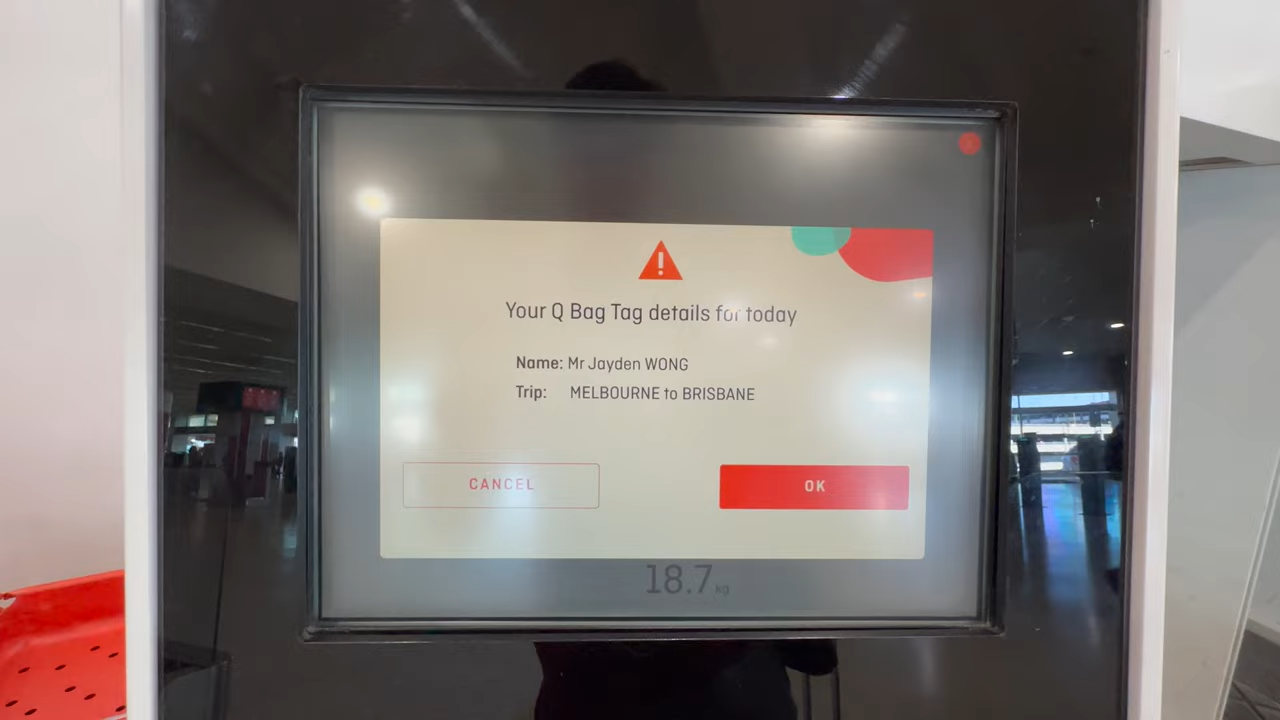 Your Q Bag Tag details for today
Name: Mr Jayden WONG
Trip: MELBOURNE to BRISBANE
CANCEL
OK
18.7 KG